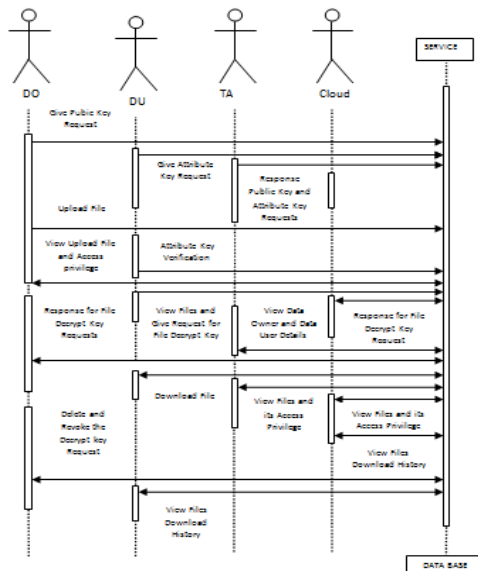 SERVICE
DO
DU
TA
Cloud
Give Pubic Key
Request
Give Attribute
Key Request
Response
Public Key and
Attribute Key
Requests
Upload File
View Upload File
and Access
privilege
Attribute Key
Verification
Response for File
Decrypt Key
Requests
View Files and
Give Request for
File Decrypt Key
View Data
Owner and Data
User Details
Response for File
Decrypt Key
Request
Download File
Delete and
Revoke the
Decrypt key
Request
View Files and
its Access
Privilege
View Files and its
Access Privilege
View Files
Download History
View Files
Download
History
DATA BASE